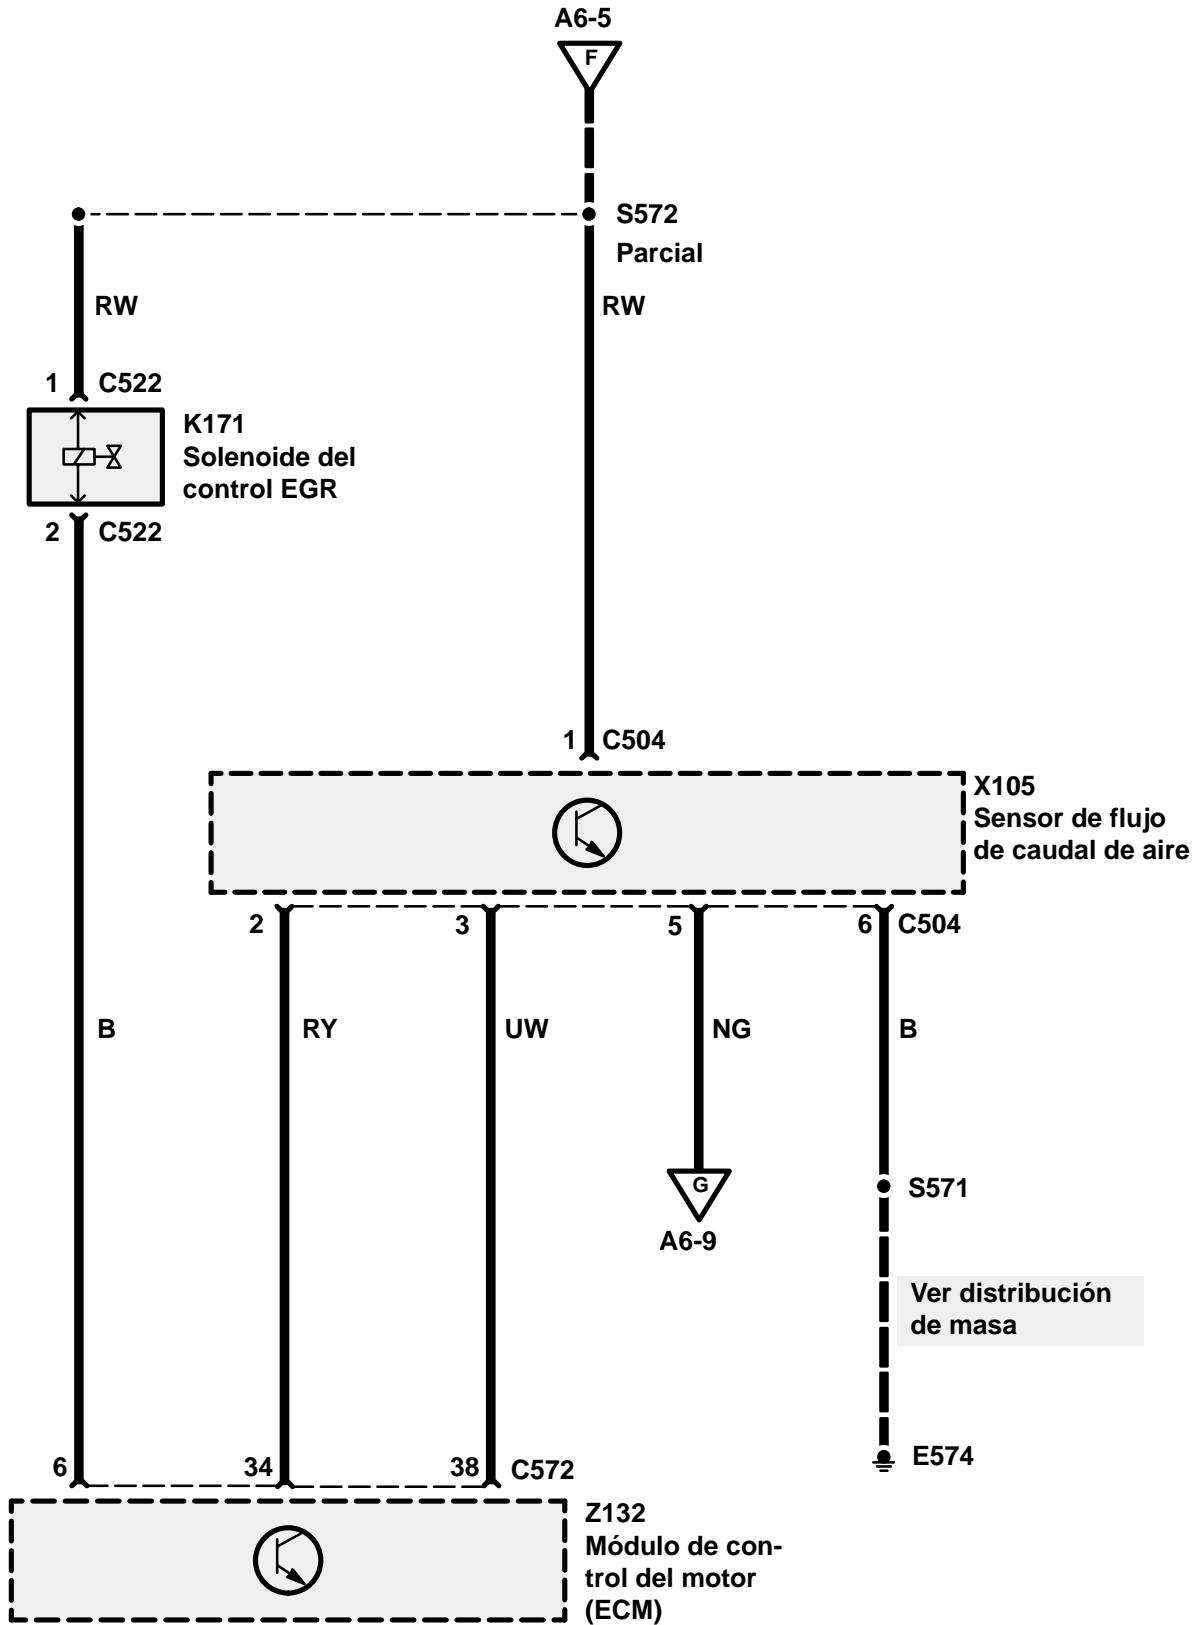 A6-5
F
S572
Parcial
RW
RW
1 C522
K171
Solenoide del
control EGR
2 C522
1 C504
X105
Sensor de flujo
de caudal de aire
2 3 5 6 C504
B RY UW NG B
G
A6-9
S571
Ver distribución
de masa
E574
6 34 38 C572
Z132
Módulo de con-
trol del motor
(ECM)